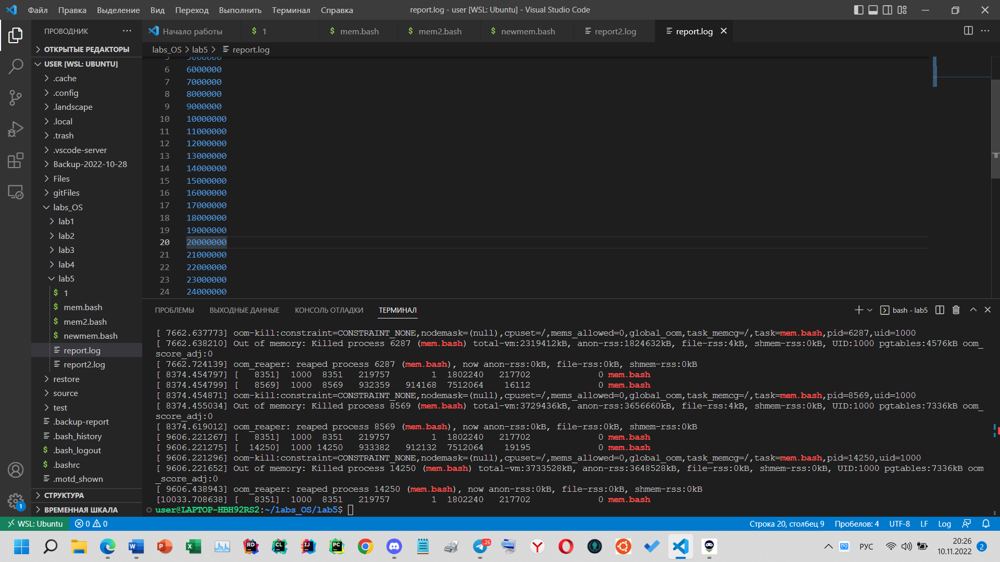 Файл Правка Выделение Вид Переход Выполнить Терминал Справка
report.log - user [WSL: Ubuntu] - Visual Studio Code
ПРОВОДНИК
Начало работы
$ 1
$ mem.bash
$ mem2.bash
$ newmem.bash
report2.log
report.log
labs_OS > lab5 > report.log
ОТКРЫТЫЕ РЕДАКТОРЫ
USER [WSL: UBUNTU]
.cache
.config
.landscape
.local
.trash
.vscode-server
Backup-2022-10-28
Files
gitFiles
labs_OS
lab1
lab2
lab3
lab4
lab5
$ 1
$ mem.bash
$ mem2.bash
$ newmem.bash
report.log
report2.log
restore
source
test
.backup-report
.bash_history
$ .bash_logout
$ .bashrc
.motd_shown
СТРУКТУРА
ВРЕМЕННАЯ ШКАЛА
5 5000000
6 6000000
7 7000000
8 8000000
9 9000000
10 10000000
11 11000000
12 12000000
13 13000000
14 14000000
15 15000000
16 16000000
17 17000000
18 18000000
19 19000000
20 20000000
21 21000000
22 22000000
23 23000000
24 24000000
ПРОБЛЕМЫ ВЫХОДНЫЕ ДАННЫЕ КОНСОЛЬ ОТЛАДКИ ТЕРМИНАЛ
bash - lab5
[ 7662.637773] oom-kill:constraint=CONSTRAINT_NONE,nodemask=(null),cpuset=/,mems_allowed=0,global_oom,task_memcg=/,task=mem.bash,pid=6287,uid=1000
[ 7662.638210] Out of memory: Killed process 6287 (mem.bash) total-vm:2319412kB, anon-rss:1824632kB, file-rss:4kB, shmem-rss:0kB, UID:1000 pgtables:4576kB oom_
score_adj:0
[ 7662.724139] oom_reaper: reaped process 6287 (mem.bash), now anon-rss:0kB, file-rss:0kB, shmem-rss:0kB
[ 8374.454797] [ 8351] 1000 8351 219757 1 1802240 217702 0 mem.bash
[ 8374.454799] [ 8569] 1000 8569 932359 914168 7512064 16112 0 mem.bash
[ 8374.454871] oom-kill:constraint=CONSTRAINT_NONE,nodemask=(null),cpuset=/,mems_allowed=0,global_oom,task_memcg=/,task=mem.bash,pid=8569,uid=1000
[ 8374.455034] Out of memory: Killed process 8569 (mem.bash) total-vm:3729436kB, anon-rss:3656660kB, file-rss:4kB, shmem-rss:0kB, UID:1000 pgtables:7336kB oom_
score_adj:0
[ 8374.619012] oom_reaper: reaped process 8569 (mem.bash), now anon-rss:0kB, file-rss:0kB, shmem-rss:0kB
[ 9606.221267] [ 8351] 1000 8351 219757 1 1802240 217702 0 mem.bash
[ 9606.221275] [ 14250] 1000 14250 933382 912132 7512064 19195 0 mem.bash
[ 9606.221296] oom-kill:constraint=CONSTRAINT_NONE,nodemask=(null),cpuset=/,mems_allowed=0,global_oom,task_memcg=/,task=mem.bash,pid=14250,uid=1000
[ 9606.221652] Out of memory: Killed process 14250 (mem.bash) total-vm:3733528kB, anon-rss:3648528kB, file-rss:0kB, shmem-rss:0kB, UID:1000 pgtables:7336kB oom
_score_adj:0
[ 9606.438943] oom_reaper: reaped process 14250 (mem.bash), now anon-rss:0kB, file-rss:0kB, shmem-rss:0kB
[10033.708638] [ 8351] 1000 8351 219757 1 1802240 217702 0 mem.bash
user@LAPTOP-HBH92RS2:~/labs_OS/lab5$
1
WSL: Ubuntu 0 0
Строка 20, столбец 9 Пробелов: 4 UTF-8 LF Log
W P X RD CL IJ PC ..26 Y
РУС
20:26
10.11.2022
2